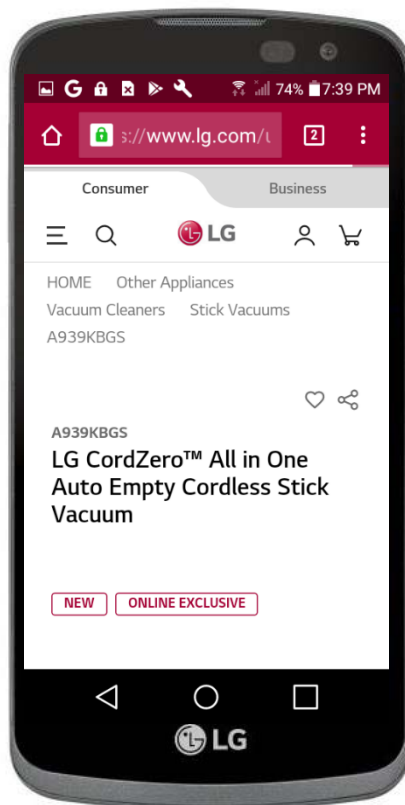 74% 7:39 PM
s://www.lg.com/u 2
Consumer Business
LG
HOME Other Appliances
Vacuum Cleaners Stick Vacuums
A939KBGS
A939KBGS
LG CordZero™ All in One
Auto Empty Cordless Stick
Vacuum
NEW ONLINE EXCLUSIVE
LG